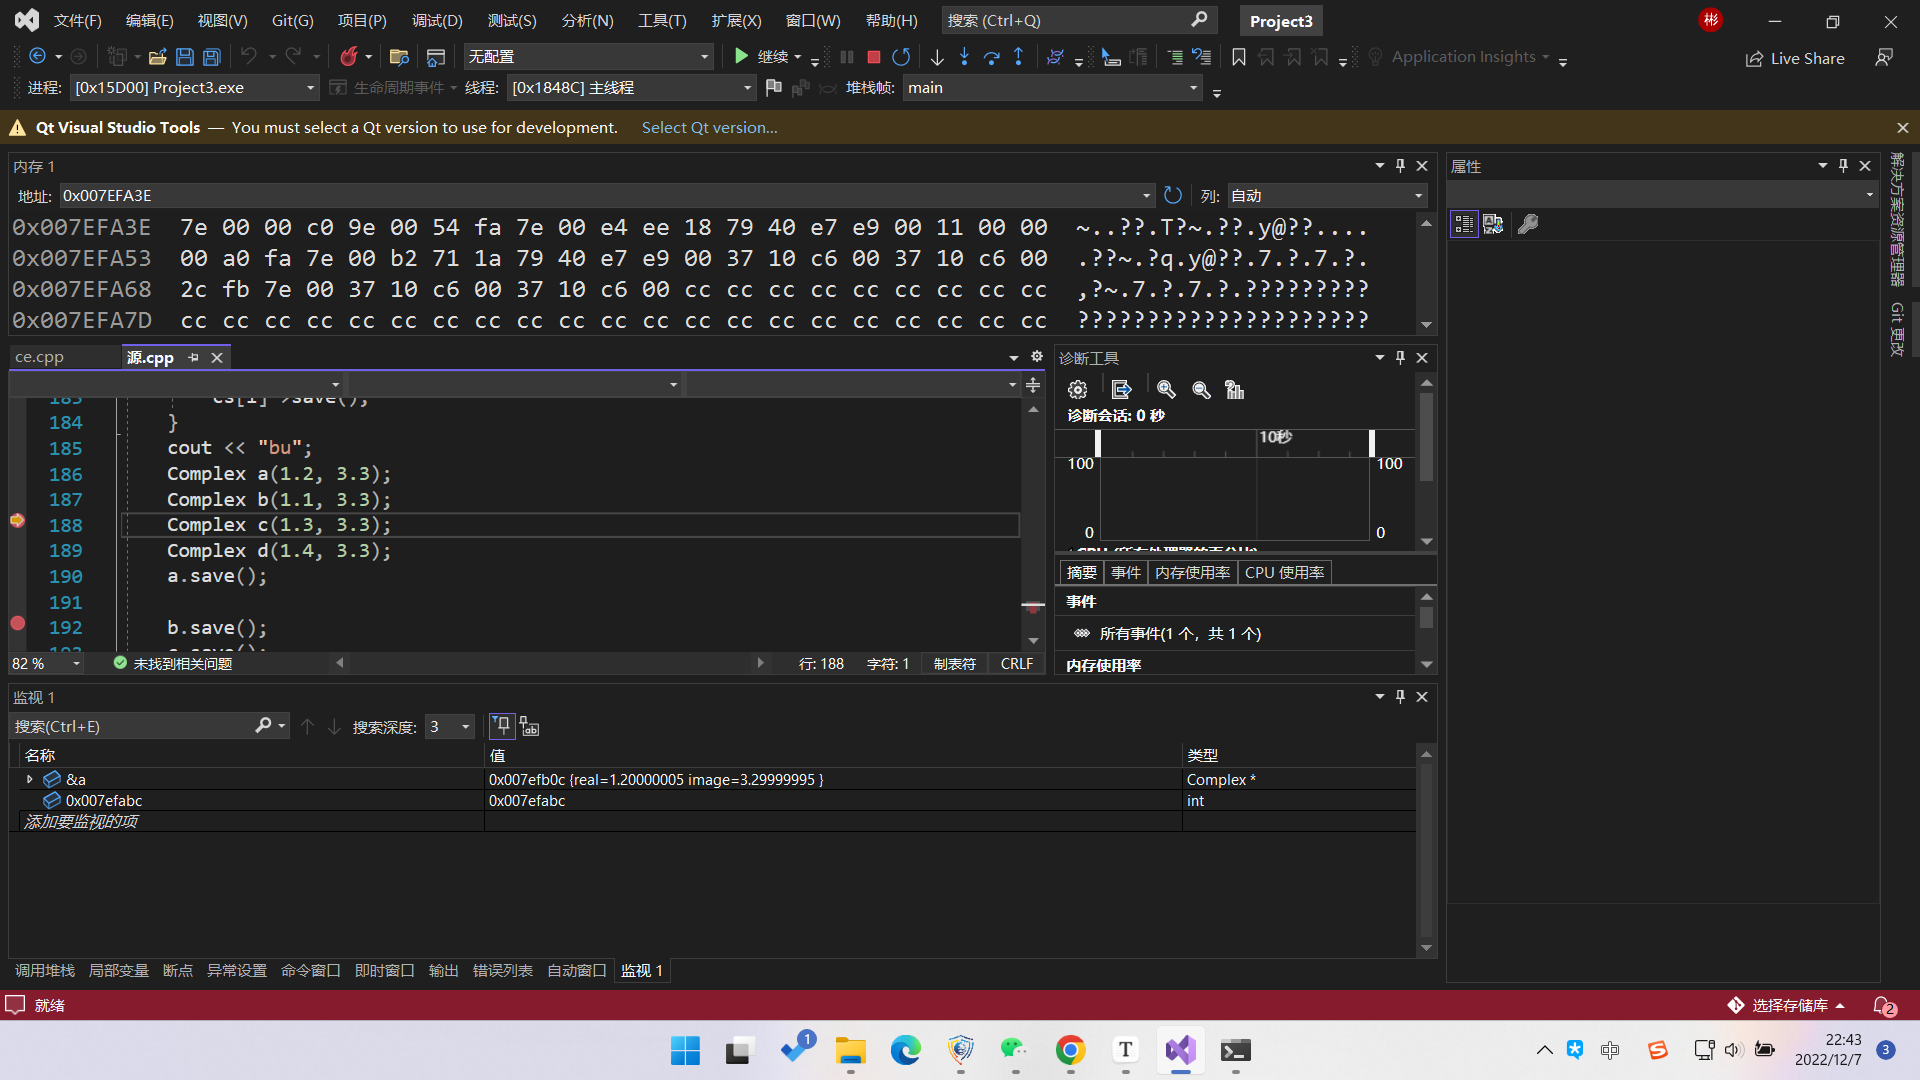 文件(F) 编辑(E) 视图(V) Git(G) 项目(P) 调试(D) 测试(S) 分析(N) 工具(T) 扩展(X) 窗口(W) 帮助(H) 搜索 (Ctrl+Q) Project3 彬
无配置 继续 Application Insights Live Share
进程: [0x15D00] Project3.exe 生命周期事件 线程: [0x1848C] 主线程 堆栈帧: main
Qt Visual Studio Tools — You must select a Qt version to use for development. Select Qt version...
内存 1
地址: 0x007EFA3E 列: 自动
0x007EFA3E 7e 00 00 c0 9e 00 54 fa 7e 00 e4 ee 18 79 40 e7 e9 00 11 00 00 ~..??.T?~.??.y@??....
0x007EFA53 00 a0 fa 7e 00 b2 71 1a 79 40 e7 e9 00 37 10 c6 00 37 10 c6 00 .??~.?q.y@??.7.?.7.?.
0x007EFA68 2c fb 7e 00 37 10 c6 00 37 10 c6 00 cc cc cc cc cc cc cc cc cc ,?~.7.?.7.?.?????????
0x007EFA7D cc cc cc cc cc cc cc cc cc cc cc cc cc cc cc cc cc cc cc cc cc ?????????????????????
ce.cpp 源.cpp
183 cs[i]->save();
184 }
185 cout << "bu";
186 Complex a(1.2, 3.3);
187 Complex b(1.1, 3.3);
188 Complex c(1.3, 3.3);
189 Complex d(1.4, 3.3);
190 a.save();
191
192 b.save();
82 % 未找到相关问题 行: 188 字符: 1 制表符 CRLF
诊断工具
诊断会话: 0 秒
10秒
100 100
0 0
摘要 事件 内存使用率 CPU 使用率
事件
所有事件(1 个，共 1 个)
内存使用率
监视 1
搜索(Ctrl+E) 搜索深度: 3
名称 值 类型
&a 0x007efb0c {real=1.20000005 image=3.29999995 } Complex *
0x007efabc 0x007efabc int
添加要监视的项
调用堆栈 局部变量 断点 异常设置 命令窗口 即时窗口 输出 错误列表 自动窗口 监视 1
属性
解决方案资源管理器
Git 更改
就绪 选择存储库 2
1 T 中 22:43
2022/12/7 3